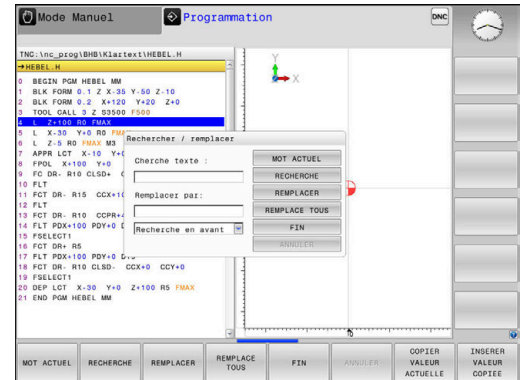 Mode Manuel
Programmation
DNC
TNC:\nc_prog\BHB\Klartext\HEBEL.H
→HEBEL.H
0 BEGIN PGM HEBEL MM
1 BLK FORM 0.1 Z X-35 Y-50 Z-10
2 BLK FORM 0.2 X+120 Y+20 Z+0
3 TOOL CALL 3 Z S3500 F500
4 L Z+100 R0 FMAX
5 L X-30 Y+0 R0
6 L Z-5 R0 FMAX M3
7 APPR LCT X-10
8 FPOL X+100 Y+0
9 FC DR- R10 CLSD+
10 FLT
11 FCT DR- R15 CCX+10
12 FLT
13 FCT DR- R10 CCPR+
14 FLT PDX+100 PDY+0
15 FSELECT1
16 FCT DR+ R5
17 FLT PDX+100 PDY+0
18 FCT DR- R10 CLSD- CCX+0 CCY+0
19 FSELECT1
20 DEP LCT X-30 Y+0 Z+100 R5 FMAX
21 END PGM HEBEL MM
Y
X
Rechercher / remplacer
Cherche texte :
Remplacer par:
Recherche en avant
MOT ACTUEL
RECHERCHE
REMPLACER
REMPLACE TOUS
FIN
ANNULER
MOT ACTUEL
RECHERCHE
REMPLACER
REMPLACE
TOUS
FIN
ANNULER
COPIER
VALEUR
ACTUELLE
INSERER
VALEUR
COPIEE